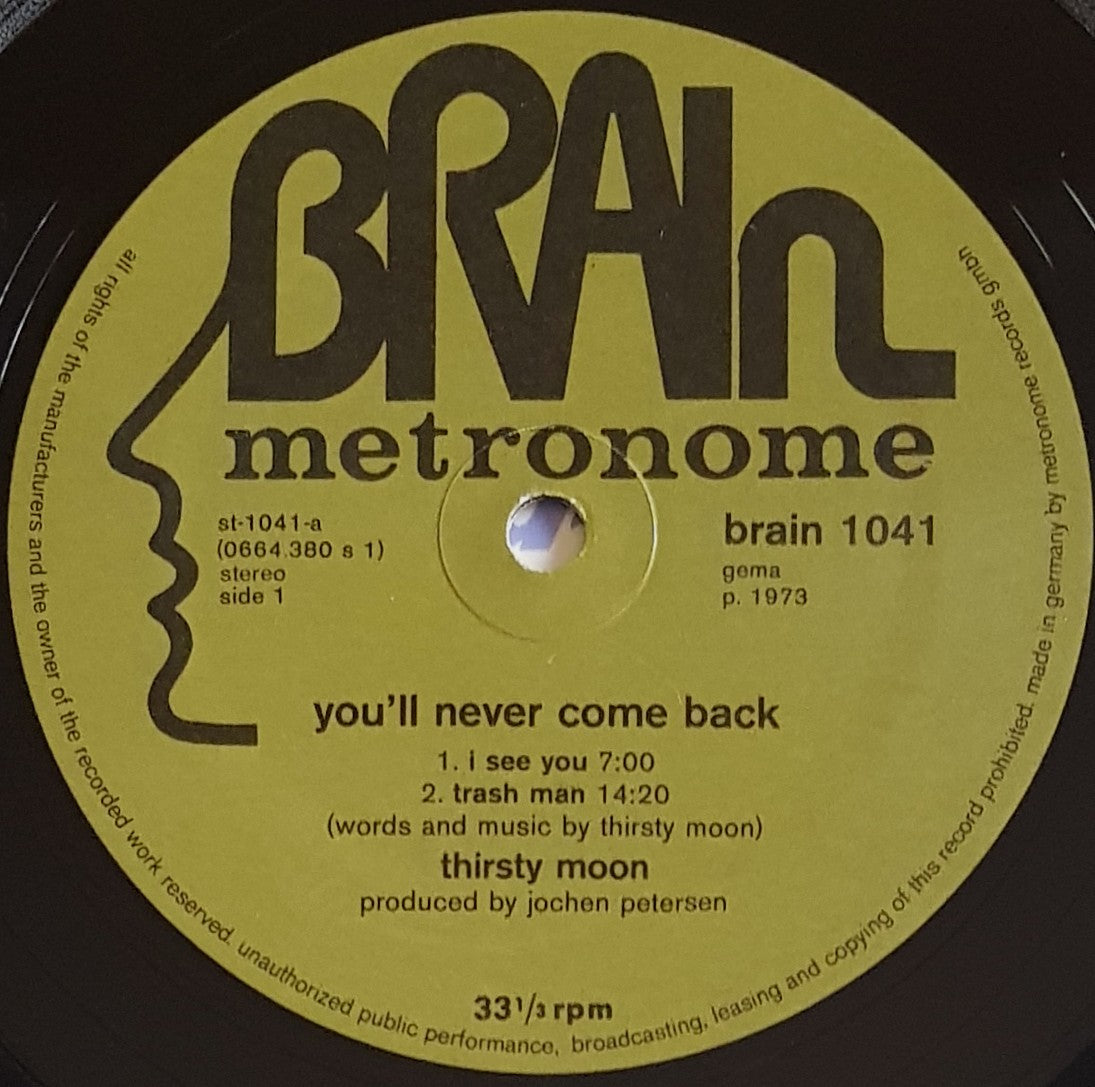 BRAIn
metronome
st-1041-a
(0664.380 s 1)
stereo
side 1
brain 1041
gema
p. 1973
you'll never come back
1. i see you 7:00
2. trash man 14:20
(words and music by thirsty moon)
thirsty moon
produced by jochen petersen
33 1/3 rpm
all rights of the manufacturers and the owner of the recorded work reserved. unauthorized public performance, broadcasting, leasing and copying of this record prohibited. made in germany by metronome records gmbh